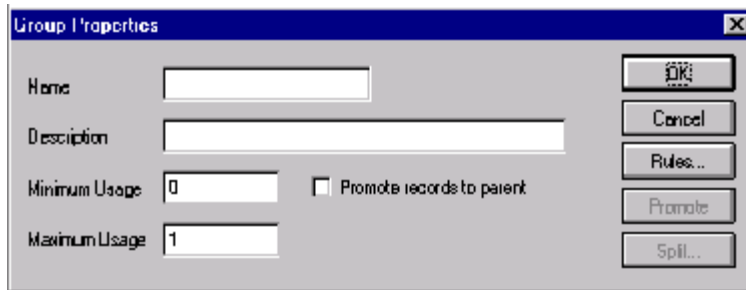 Group Properties
Name
OK
Description
Cancel
Minimum Usage 0 Promote records to parent
Rules...
Maximum Usage 1
Promote
Split...